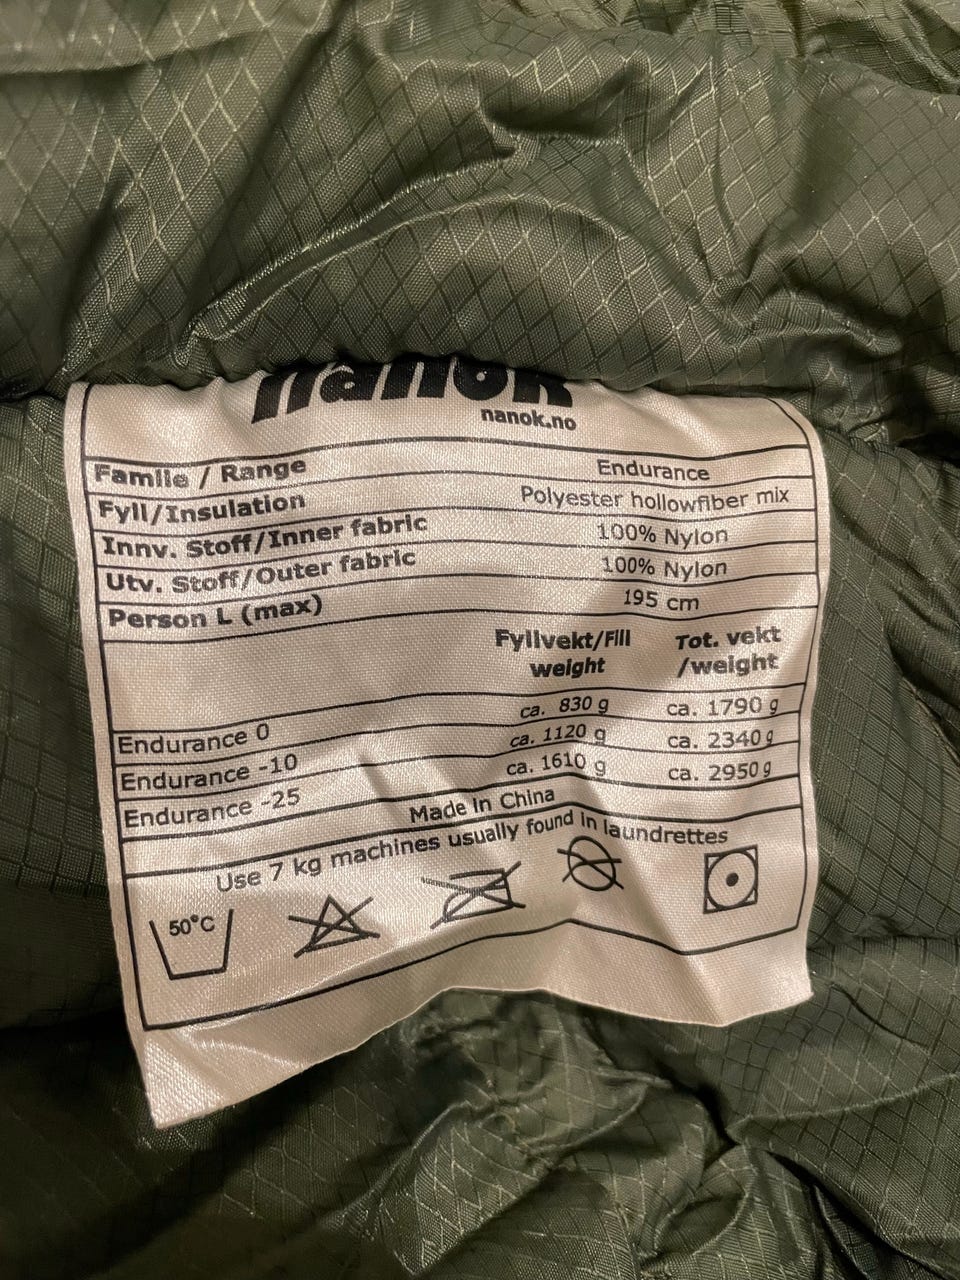 nanok
nanok.no
Famlie / Range Endurance
Fyll/Insulation Polyester hollowfiber mix
Innv. Stoff/Inner fabric 100% Nylon
Utv. Stoff/Outer fabric 100% Nylon
Person L (max) 195 cm
Fyllvekt/Fill Tot. vekt
weight /weight
Endurance 0 ca. 830 g ca. 1790 g
Endurance -10 ca. 1120 g ca. 2340 g
Endurance -25 ca. 1610 g ca. 2950 g
Made In China
Use 7 kg machines usually found in laundrettes
50°C